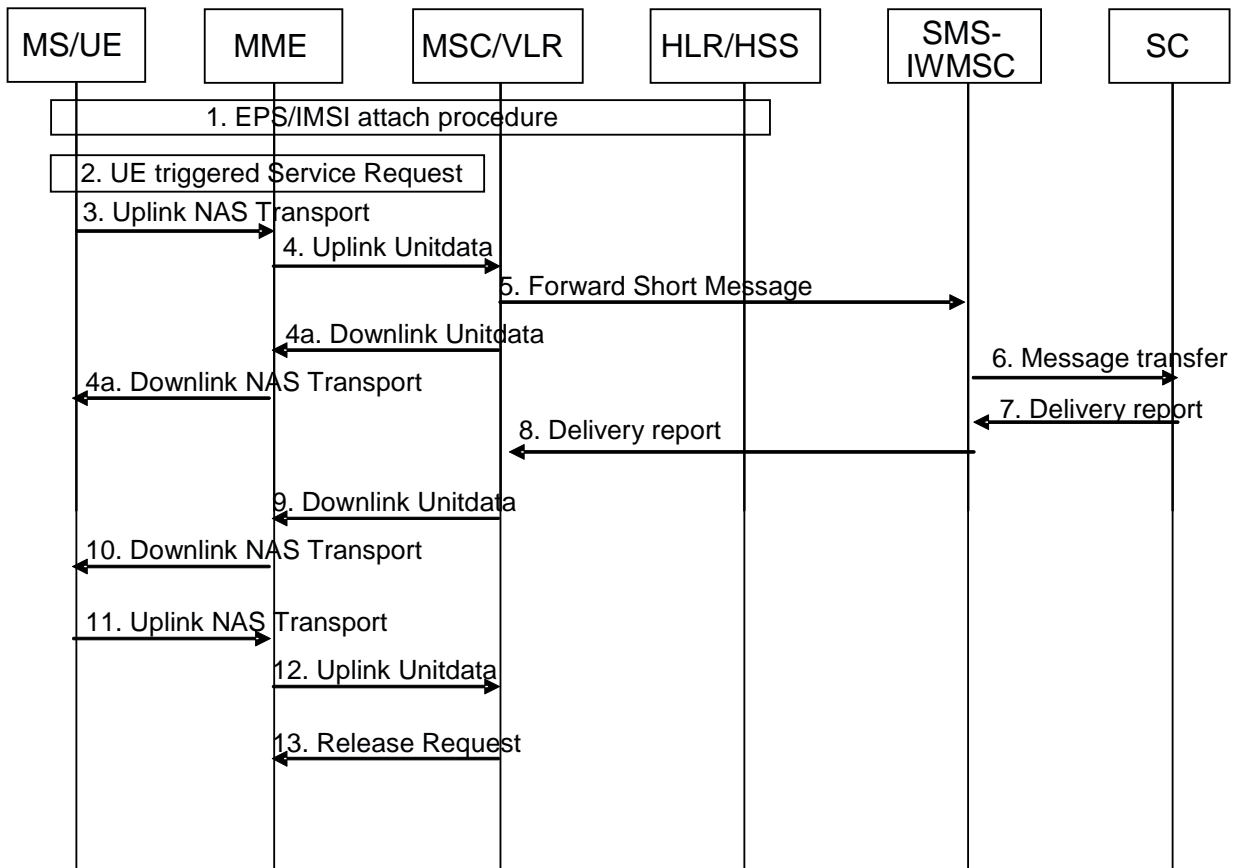 MS/UE
MME
MSC/VLR
HLR/HSS
SMS-
IWMSC
SC
1. EPS/IMSI attach procedure
2. UE triggered Service Request
3. Uplink NAS Transport
4. Uplink Unitdata
5. Forward Short Message
4a. Downlink Unitdata
6. Message transfer
4a. Downlink NAS Transport
7. Delivery report
8. Delivery report
9. Downlink Unitdata
10. Downlink NAS Transport
11. Uplink NAS Transport
12. Uplink Unitdata
13. Release Request